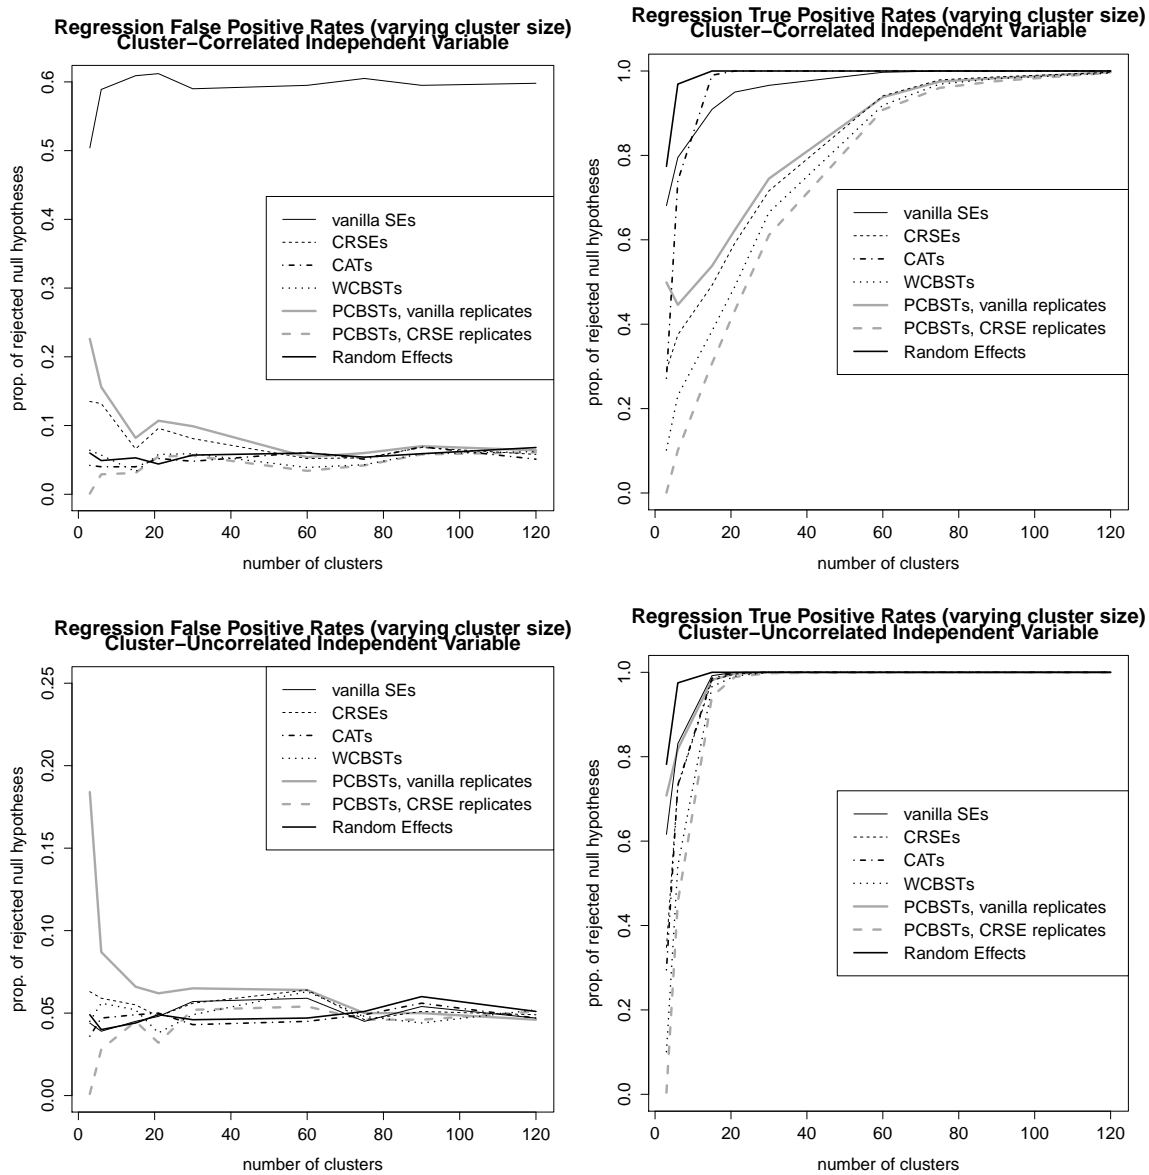 Regression False Positive Rates (varying cluster size)
Cluster−Correlated Independent Variable
prop. of rejected null hypotheses
0.6
0.5
0.4
0.3
0.2
0.1
0.0
vanilla SEs
CRSEs
CATs
WCBSTs
PCBSTs, vanilla replicates
PCBSTs, CRSE replicates
Random Effects
0 20 40 60 80 100 120
number of clusters
Regression True Positive Rates (varying cluster size)
Cluster−Correlated Independent Variable
prop. of rejected null hypotheses
1.0
0.8
0.6
0.4
0.2
0.0
vanilla SEs
CRSEs
CATs
WCBSTs
PCBSTs, vanilla replicates
PCBSTs, CRSE replicates
Random Effects
0 20 40 60 80 100 120
number of clusters
Regression False Positive Rates (varying cluster size)
Cluster−Uncorrelated Independent Variable
prop. of rejected null hypotheses
0.25
0.20
0.15
0.10
0.05
0.00
vanilla SEs
CRSEs
CATs
WCBSTs
PCBSTs, vanilla replicates
PCBSTs, CRSE replicates
Random Effects
0 20 40 60 80 100 120
number of clusters
Regression True Positive Rates (varying cluster size)
Cluster−Uncorrelated Independent Variable
prop. of rejected null hypotheses
1.0
0.8
0.6
0.4
0.2
0.0
vanilla SEs
CRSEs
CATs
WCBSTs
PCBSTs, vanilla replicates
PCBSTs, CRSE replicates
Random Effects
0 20 40 60 80 100 120
number of clusters